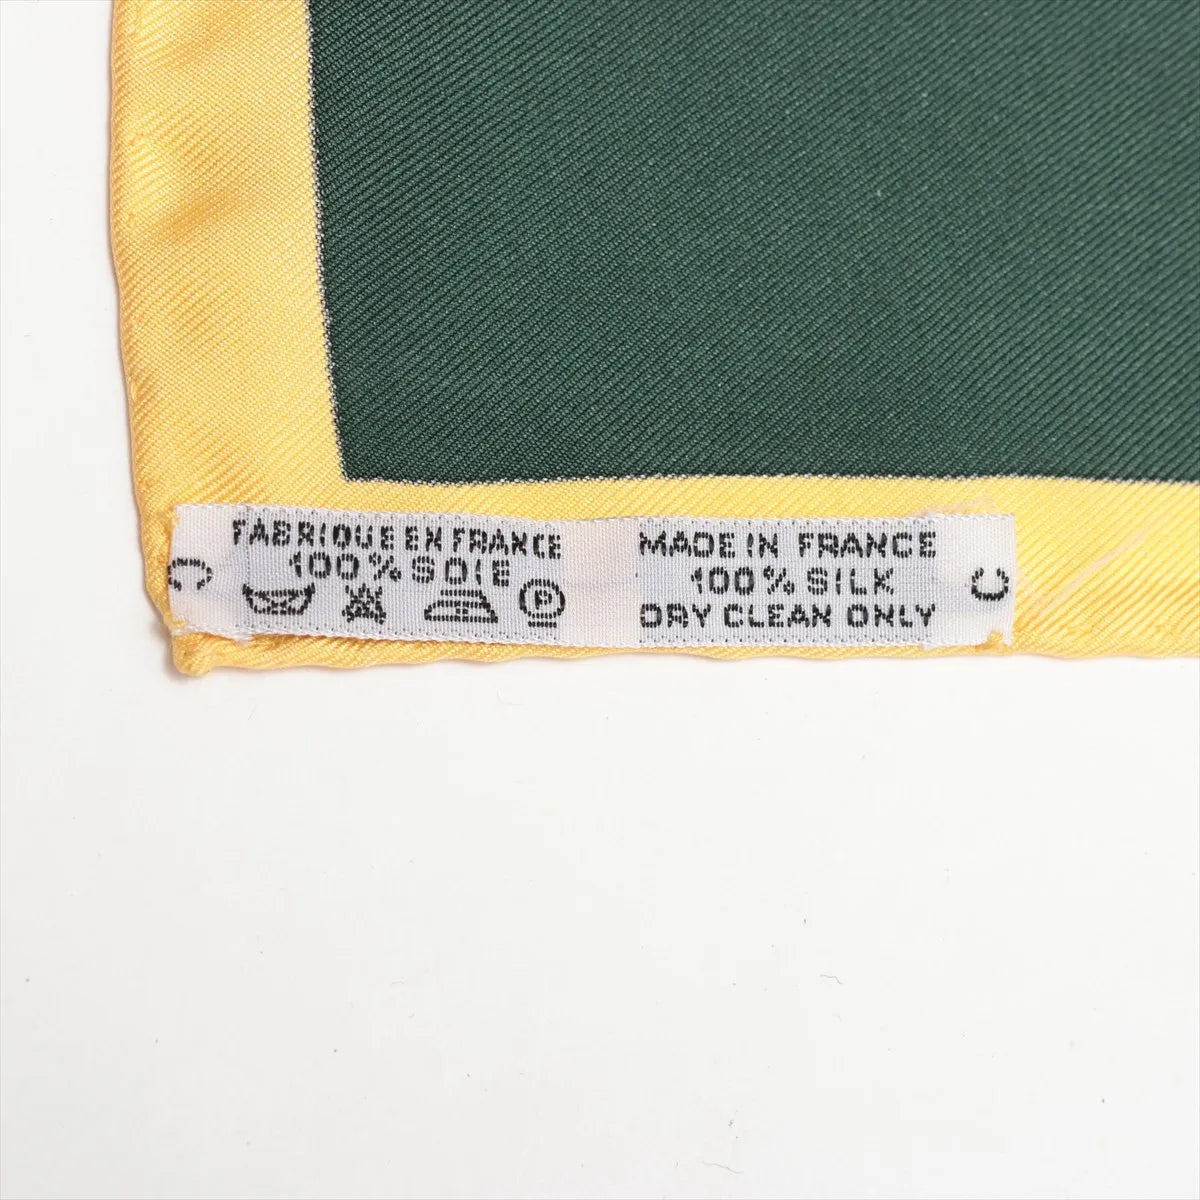 FABRIQUE EN FRANCE
100% SOIE
P
C
MADE IN FRANCE
100% SILK
DRY CLEAN ONLY
C